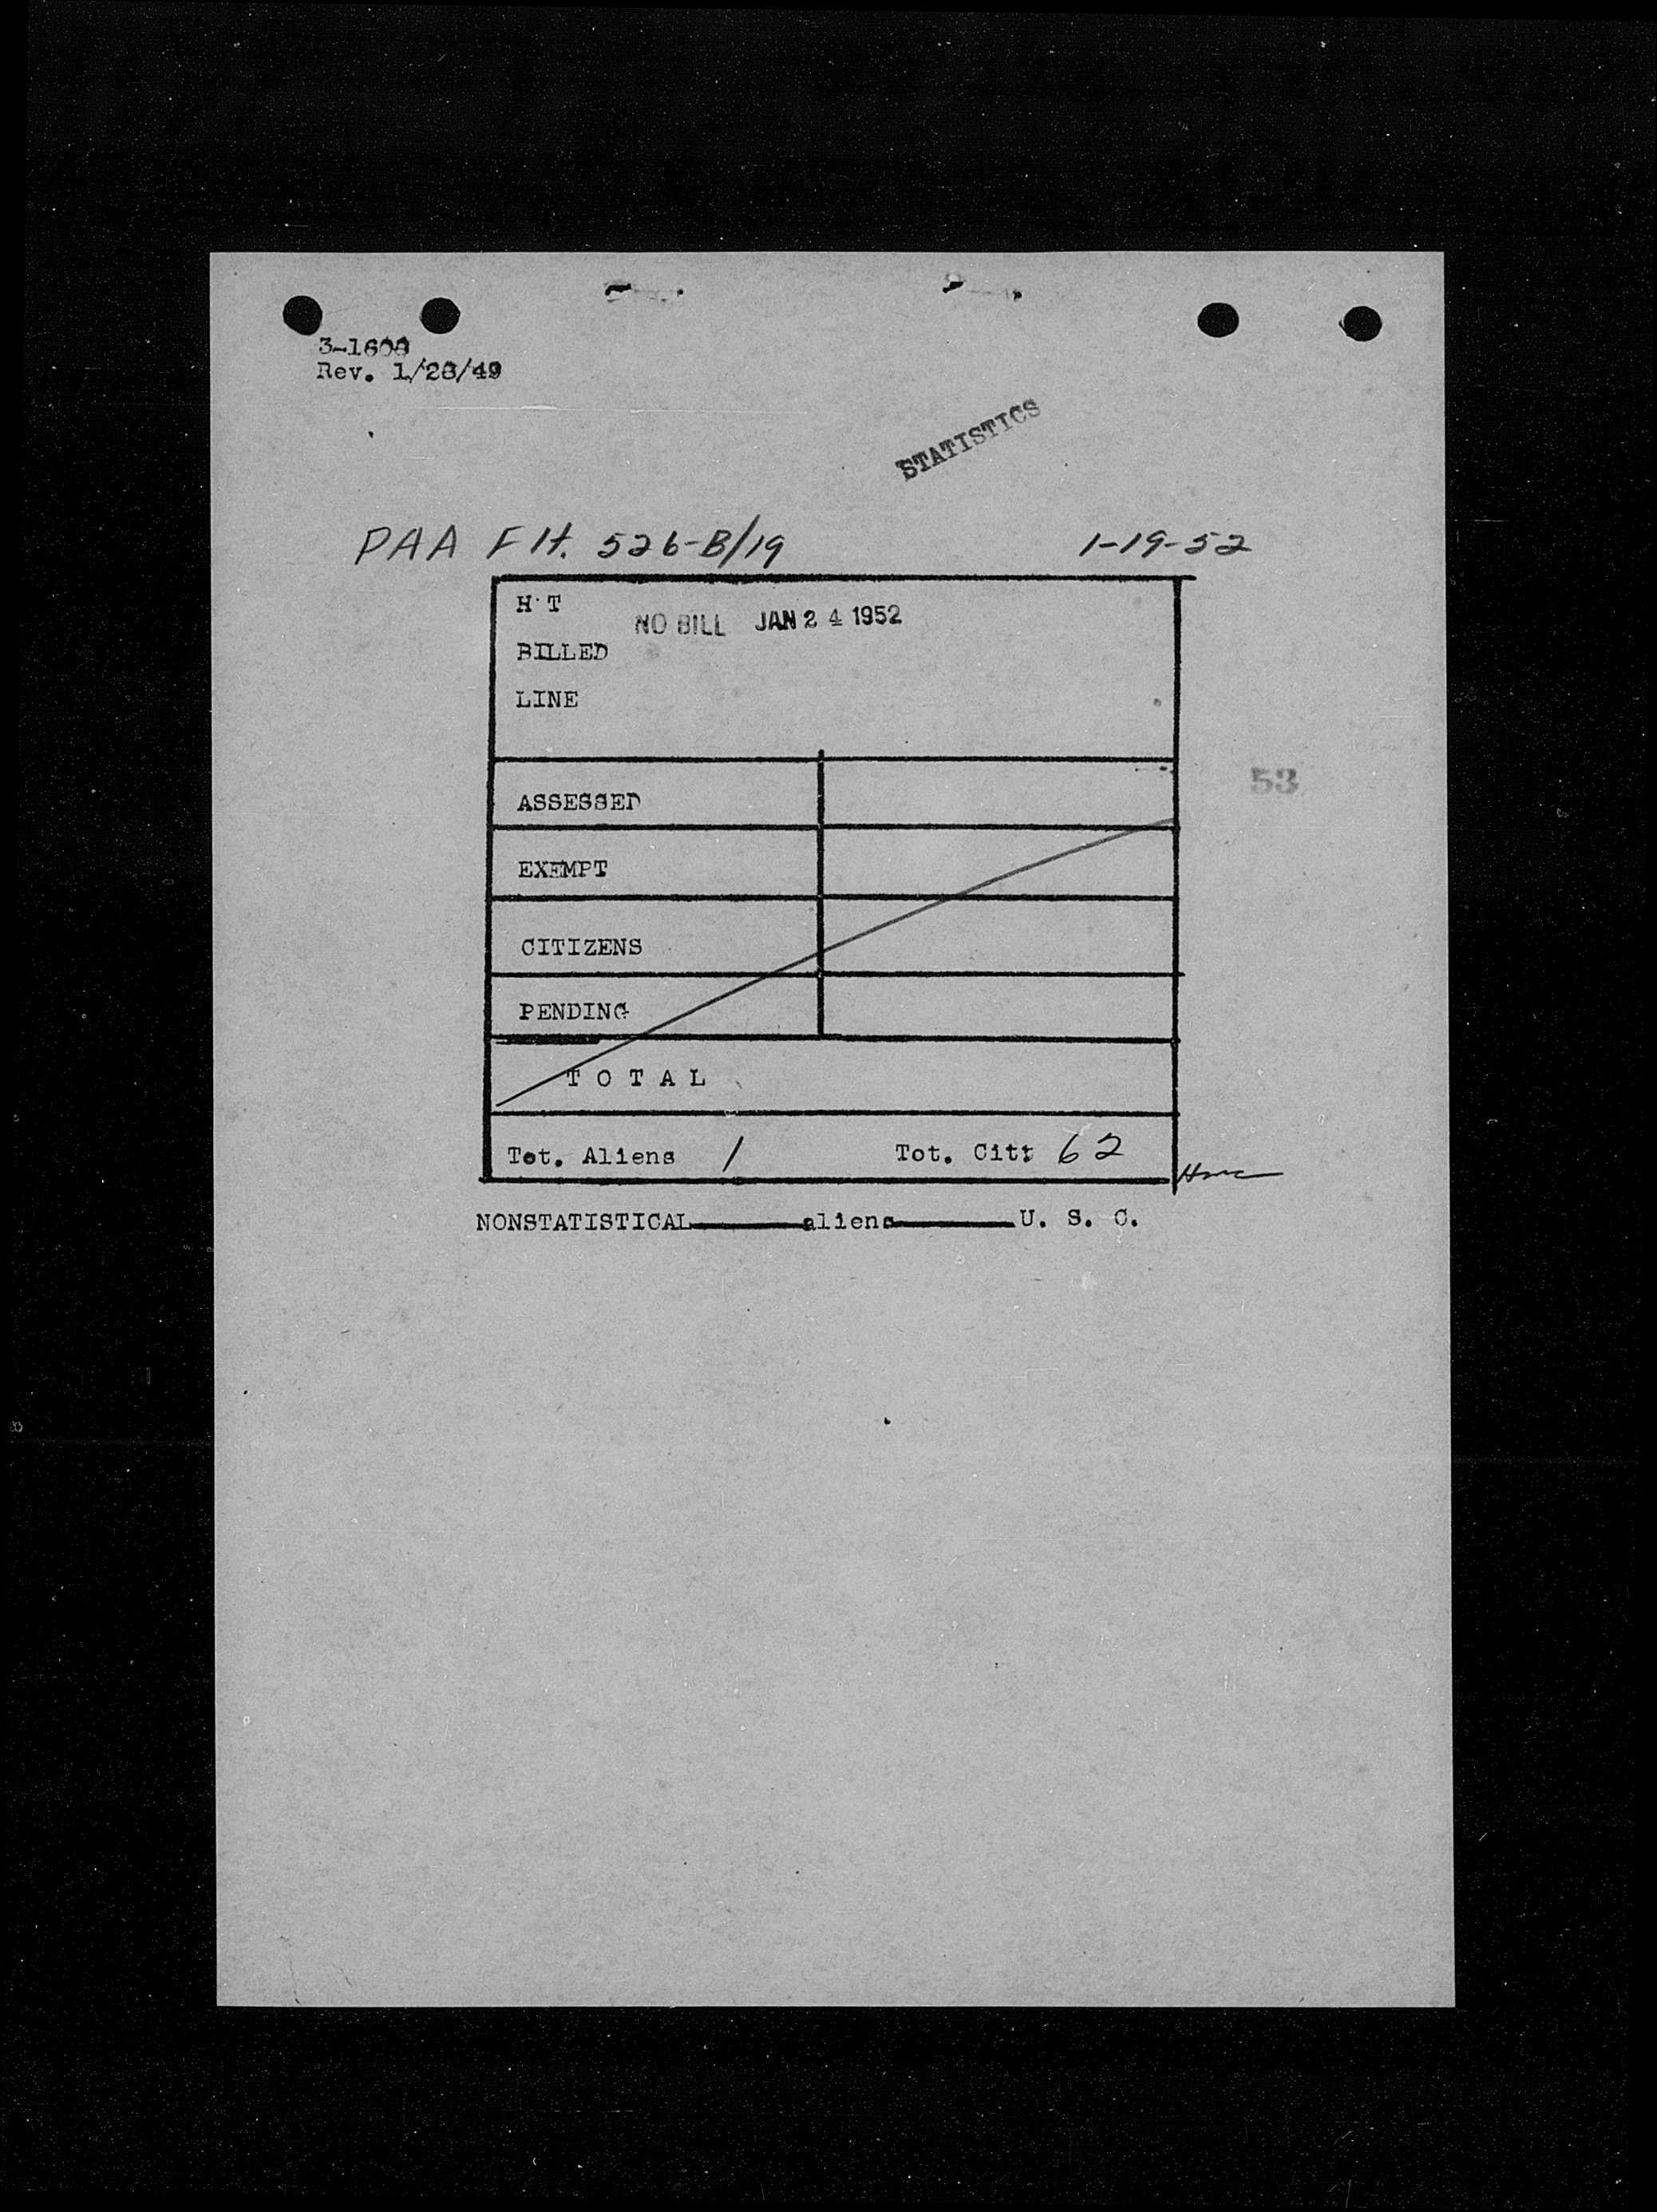 3-1608
Rev. 1/28/49
STATISTICS
PAA Flt. 526-B/19 1-19-52
H T
NO BILL JAN 24 1952
BILLED
LINE
53
ASSESSED
EXEMPT
CITIZENS
PENDING
TOTAL
Tot. Aliens 1 Tot. Cit: 62
NONSTATISTICAL aliens U. S. C.